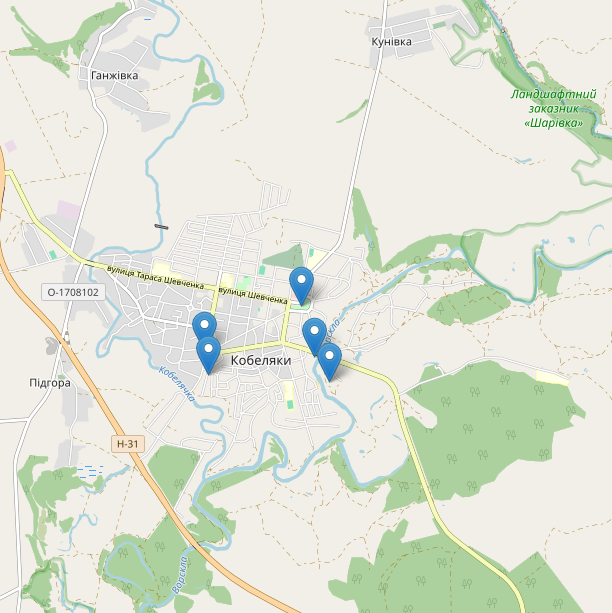 Кунівка
Ганжівка
Ландшафтний
заказник
«Шарівка»
вулиця Тараса Шевченка
вулиця Шевченка
О-1708102
Кобеляки
Кобелячка
Підгора
Н-31
Ворскла